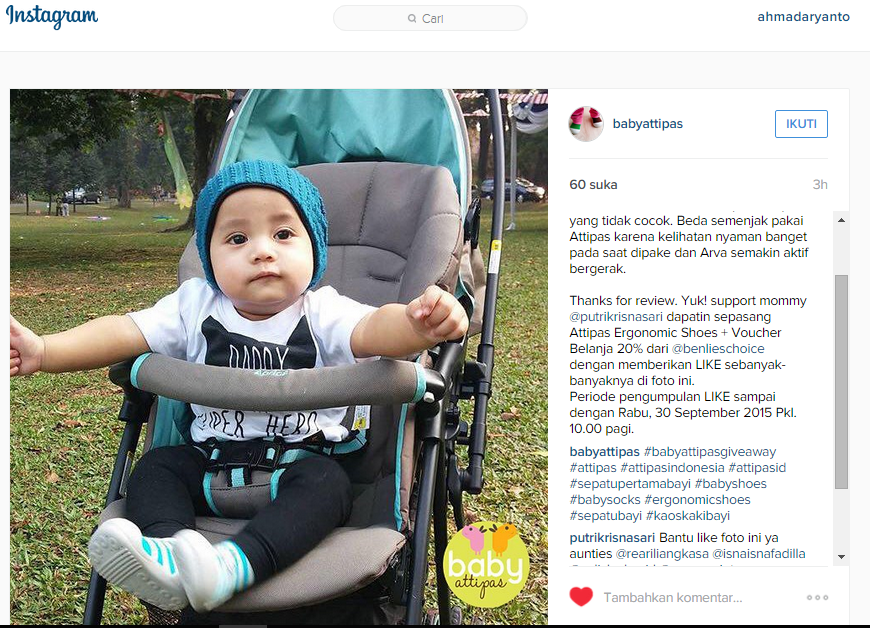 Instagram
Cari
ahmadaryanto
babyattipas
IKUTI
60 suka
3h
yang tidak cocok. Beda semenjak pakai
Attipas karena kelihatan nyaman banget
pada saat dipake dan Arva semakin aktif
bergerak.
Thanks for review. Yuk! support mommy
@putrikrisnasari dapatin sepasang
Attipas Ergonomic Shoes + Voucher
Belanja 20% dari @benlieschoice
dengan memberikan LIKE sebanyak-
banyaknya di foto ini.
Periode pengumpulan LIKE sampai
dengan Rabu, 30 September 2015 Pkl.
10.00 pagi.
babyattipas #babyattipasgiveaway
#attipas #attipasindonesia #attipasid
#sepatupertamabayi #babyshoes
#babysocks #ergonomicshoes
#sepatubayi #kaoskakibayi
putrikrisnasari Bantu like foto ini ya
aunties @reariliangkasa @isnaisnafadilla
Tambahkan komentar...
DADDY
HERO
baby
attipas